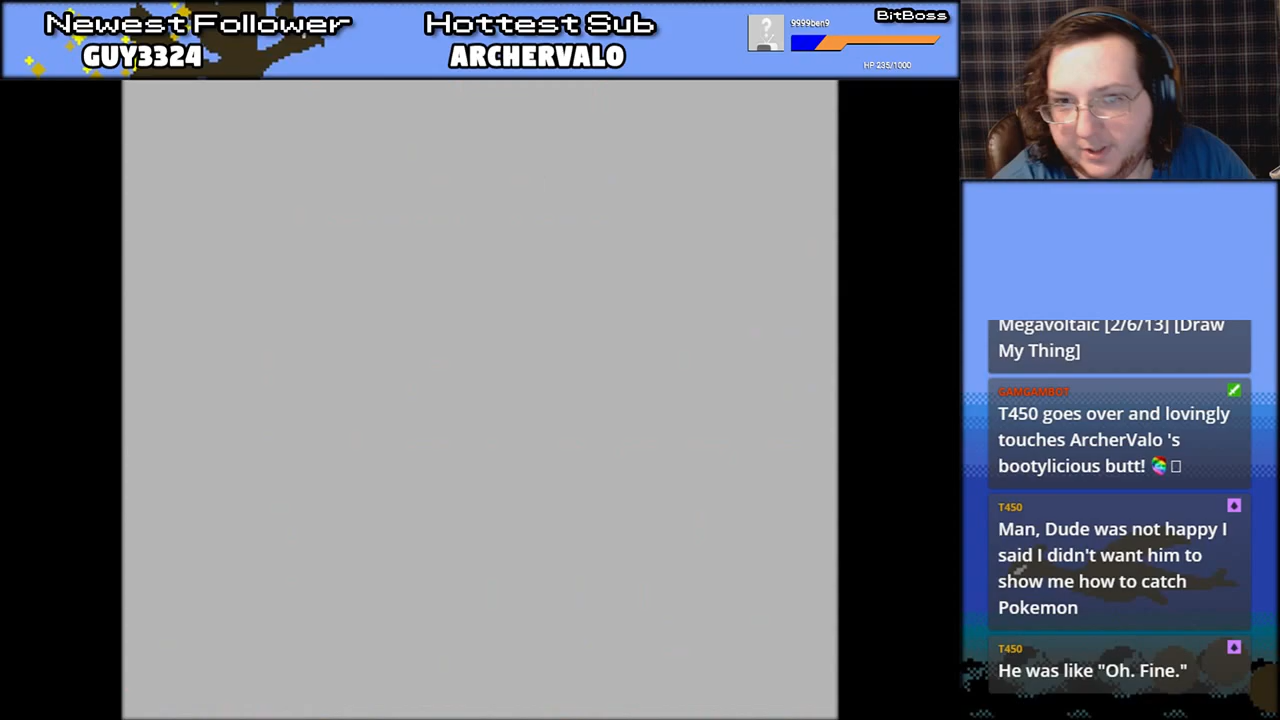 Newest Follower
GUY3324
Hottest Sub
ARCHERVALO
9999ben9
BitBoss
HP 235/1000
Megavoltaic [2/6/13] [Draw
My Thing]
GAMGAMBOT
T450 goes over and lovingly
touches ArcherValo 's
bootylicious butt!
T450
Man, Dude was not happy I
said I didn't want him to
show me how to catch
Pokemon
T450
He was like "Oh. Fine."